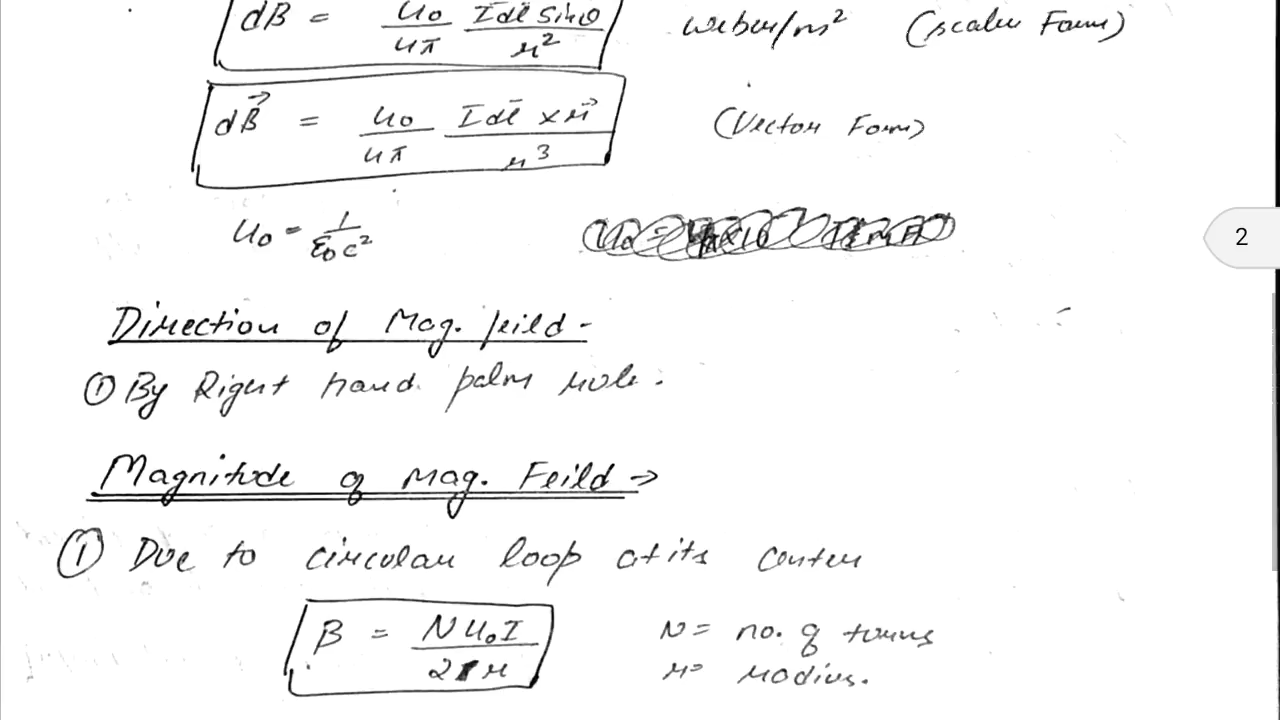 dB = μ₀/4π Idl sinθ/r² weber/m² (scaler Form)
dB⃗ = μ₀/4π Idl⃗ × r⃗/r³ (Vector Form)
μ₀ = 1/ε₀c²
2
Direction of Mag. feild -
① By Right hand palm rule.
Magnitude of Mag. Feild →
① Due to circular loop at its center
B = Nμ₀I/2r N = no. of turns
r = radius.